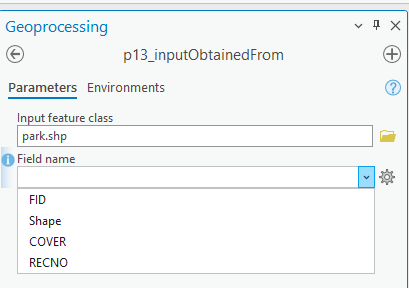 Geoprocessing
p13_inputObtainedFrom
Parameters Environments
Input feature class
park.shp
Field name
FID
Shape
COVER
RECNO